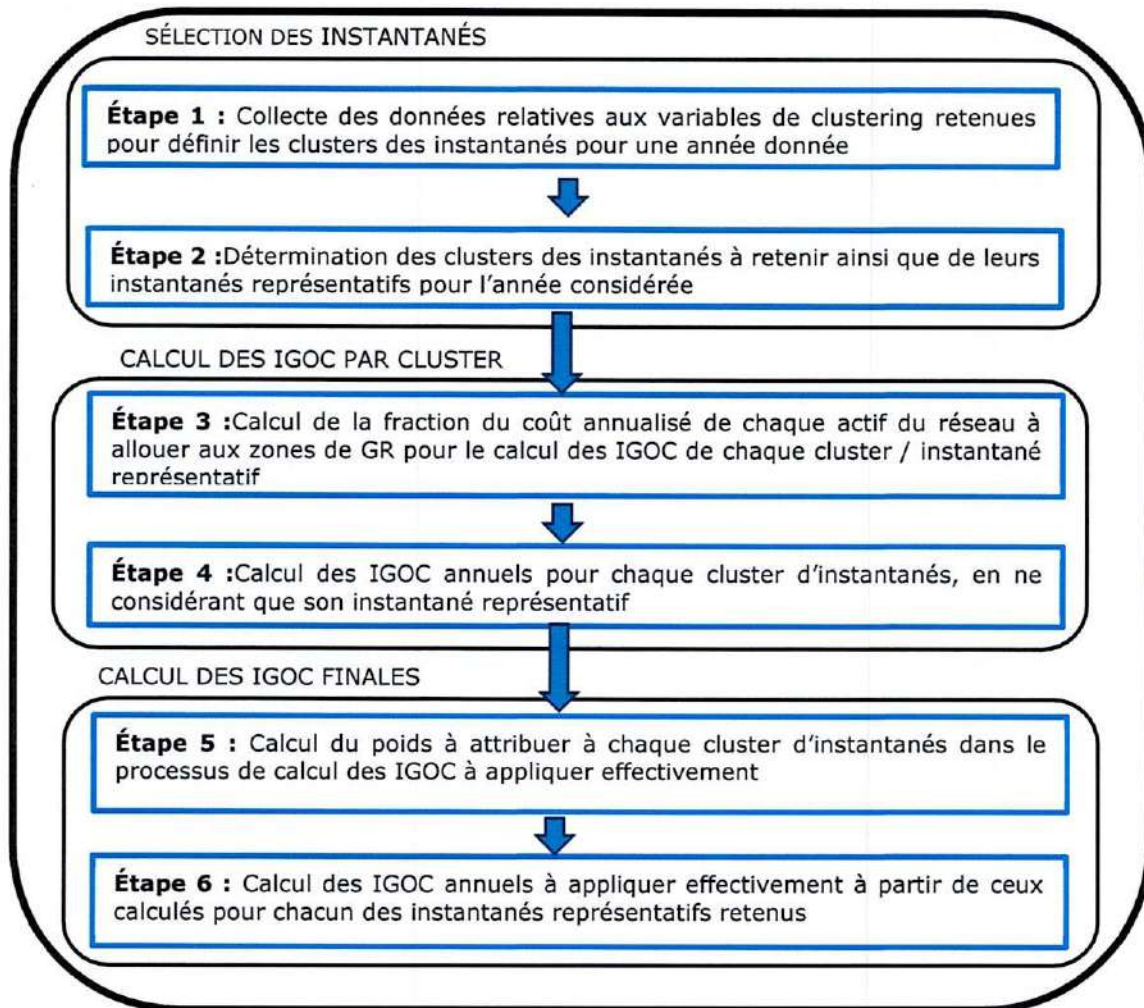 SÉLECTION DES INSTANTANÉS
Étape 1 : Collecte des données relatives aux variables de clustering retenues
pour définir les clusters des instantanés pour une année donnée
Étape 2 :Détermination des clusters des instantanés à retenir ainsi que de leurs
instantanés représentatifs pour l'année considérée
CALCUL DES IGOC PAR CLUSTER
Étape 3 :Calcul de la fraction du coût annualisé de chaque actif du réseau à
allouer aux zones de GR pour le calcul des IGOC de chaque cluster / instantané
représentatif
Étape 4 :Calcul des IGOC annuels pour chaque cluster d'instantanés, en ne
considérant que son instantané représentatif
CALCUL DES IGOC FINALES
Étape 5 : Calcul du poids à attribuer à chaque cluster d'instantanés dans le
processus de calcul des IGOC à appliquer effectivement
Étape 6 : Calcul des IGOC annuels à appliquer effectivement à partir de ceux
calculés pour chacun des instantanés représentatifs retenus